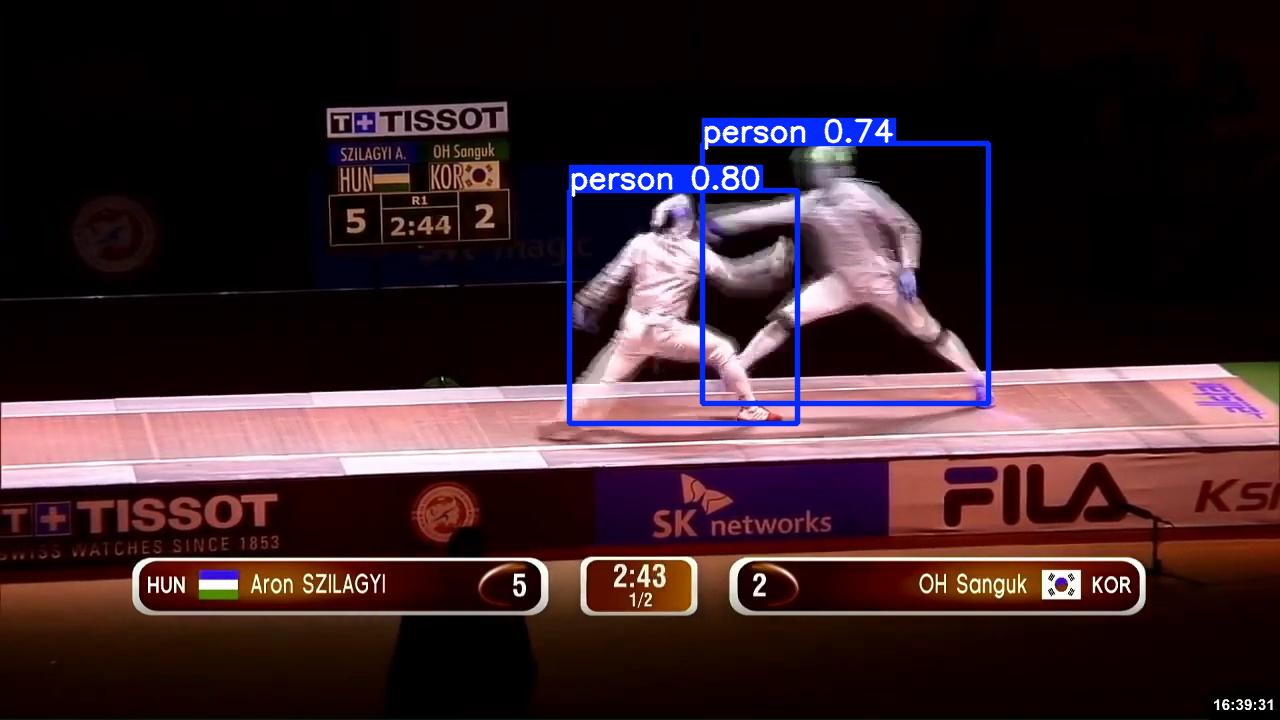 TISSOT
SZILAGYI A. OH Sanguk
HUN KOR
R1
5 2:44 2
person 0.74
person 0.80
TISSOT
SWISS WATCHES SINCE 1853
SK networks
FILA
HUN Aron SZILAGYI 5
2:43
1/2
2 OH Sanguk KOR
16:39:31